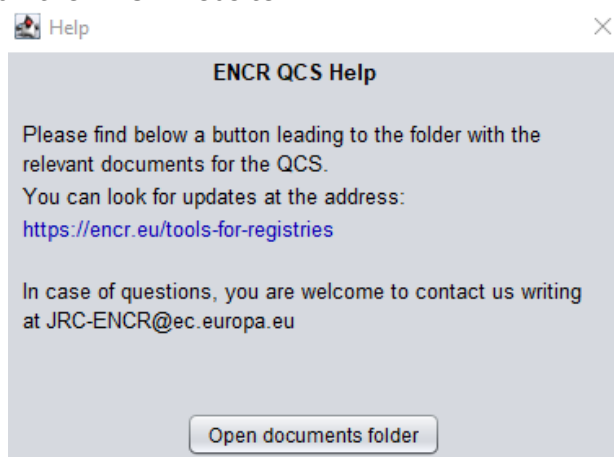 Help
ENCR QCS Help
Please find below a button leading to the folder with the
relevant documents for the QCS.
You can look for updates at the address:
https://encr.eu/tools-for-registries
In case of questions, you are welcome to contact us writing
at JRC-ENCR@ec.europa.eu
Open documents folder